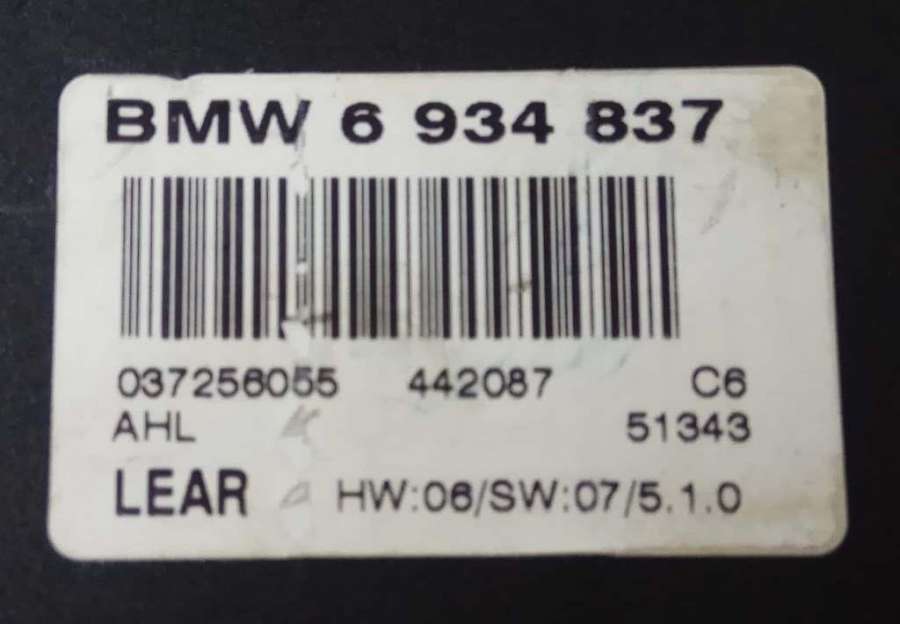 BMW 6 934 837
037256055 442087 C6
AHL 51343
LEAR HW:06/SW:07/5.1.0